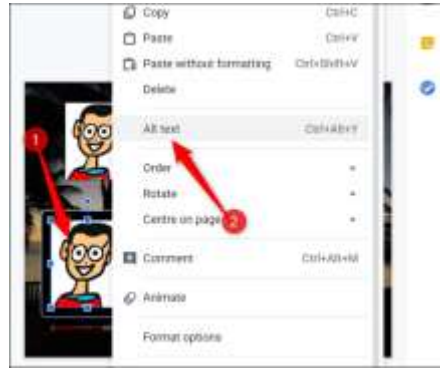 Copy Ctrl+C
Paste Ctrl+V
Paste without formatting Ctrl+Shift+V
Delete
Alt text Ctrl+Alt+Y
1
Order
Rotate
Centre on page
2
Comment Ctrl+Alt+M
Animate
Format options